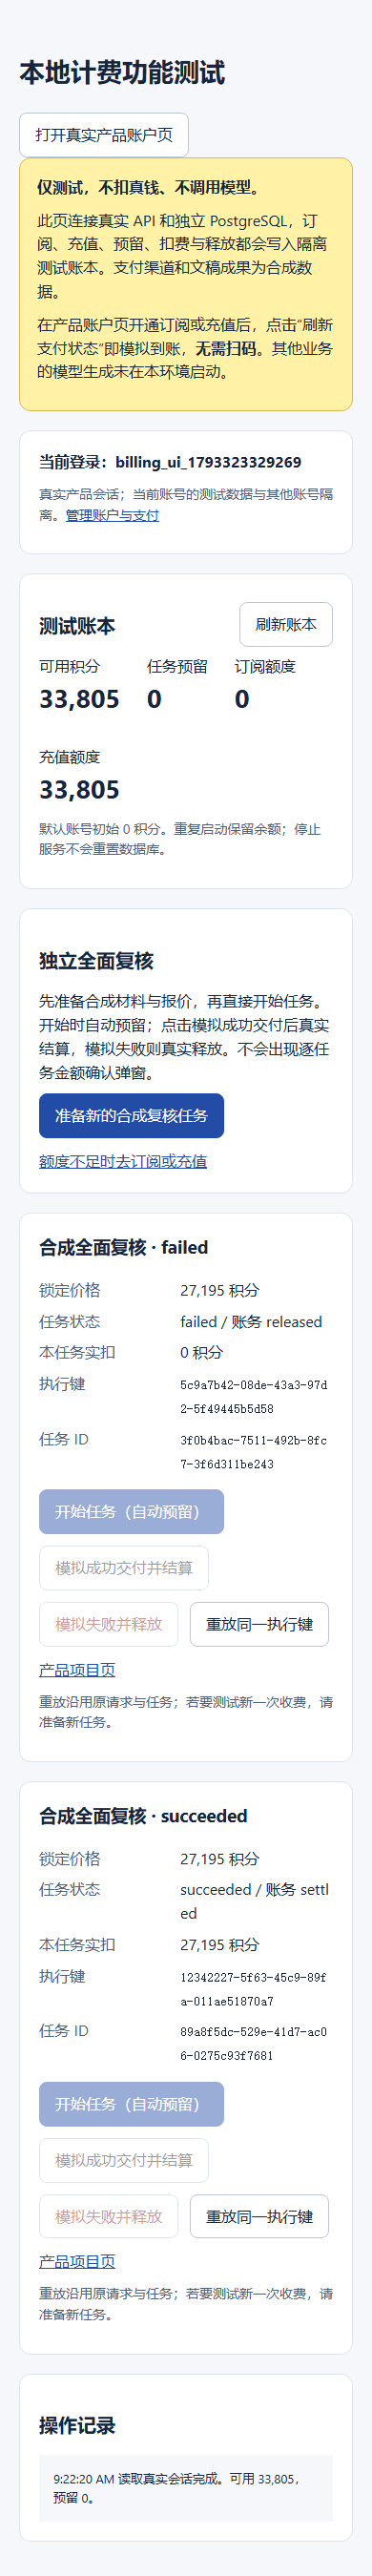 本地计费功能测试
打开真实产品账户页
仅测试，不扣真钱、不调用模型。
此页连接真实 API 和独立 PostgreSQL，订
阅、充值、预留、扣费与释放都会写入隔离
测试账本。支付渠道和文稿成果为合成数
据。
在产品账户页开通订阅或充值后，点击“刷新
支付状态”即模拟到账，无需扫码。其他业务
的模型生成未在本环境启动。
当前登录：billing_ui_1793323329269
真实产品会话；当前账号的测试数据与其他账号隔
离。管理账户与支付
测试账本
刷新账本
可用积分 任务预留 订阅额度
33,805 0 0
充值额度
33,805
默认账号初始 0 积分。重复启动保留余额；停止
服务不会重置数据库。
独立全面复核
先准备合成材料与报价，再直接开始任务。
开始时自动预留；点击模拟成功交付后真实
结算，模拟失败则真实释放。不会出现逐任
务金额确认弹窗。
准备新的合成复核任务
额度不足时去订阅或充值
合成全面复核 · failed
锁定价格 27,195 积分
任务状态 failed / 账务 released
本任务实扣 0 积分
执行键 5c9a7b42-08de-43a3-97d
2-5f49445b5d58
任务 ID 3f0b4bac-7511-492b-8fc
7-3f6d311be243
开始任务（自动预留）
模拟成功交付并结算
模拟失败并释放 重放同一执行键
产品项目页
重放沿用原请求与任务；若要测试新一次收费，请
准备新任务。
合成全面复核 · succeeded
锁定价格 27,195 积分
任务状态 succeeded / 账务 settl
ed
本任务实扣 27,195 积分
执行键 12342227-5f63-45c9-89f
a-011ae51870a7
任务 ID 89a8f5dc-529e-41d7-ac0
6-0275c93f7681
开始任务（自动预留）
模拟成功交付并结算
模拟失败并释放 重放同一执行键
产品项目页
重放沿用原请求与任务；若要测试新一次收费，请
准备新任务。
操作记录
9:22:20 AM 读取真实会话完成。可用 33,805，
预留 0。